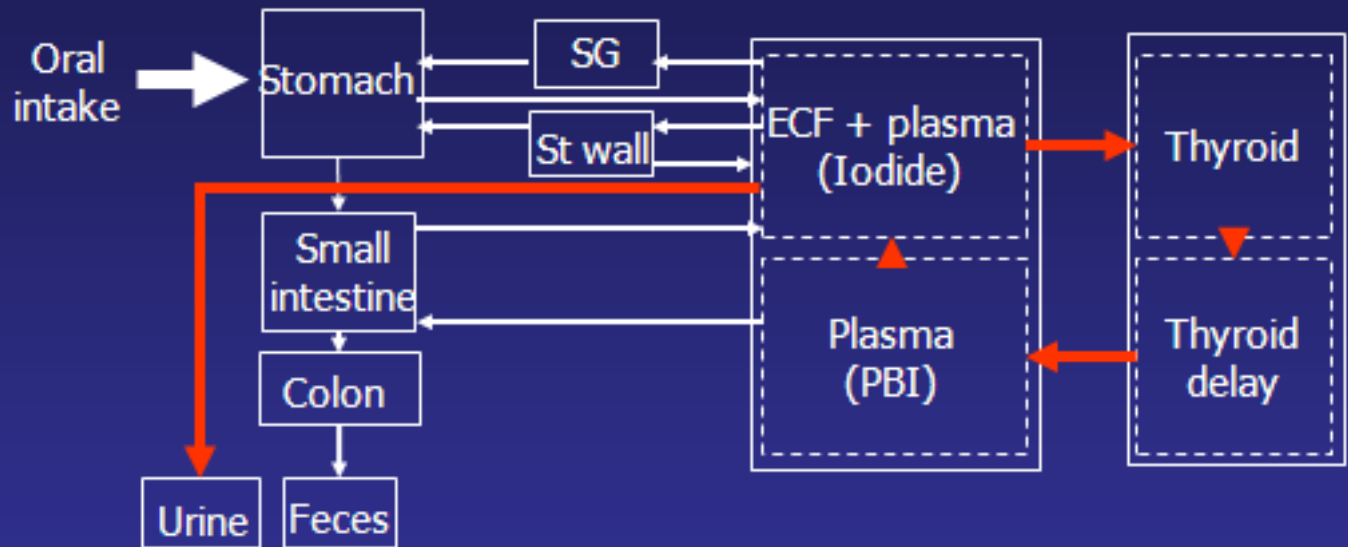 Oral
intake
Stomach
SG
St wall
ECF + plasma
(Iodide)
Thyroid
Small
intestine
Plasma
(PBI)
Thyroid
delay
Colon
Urine
Feces